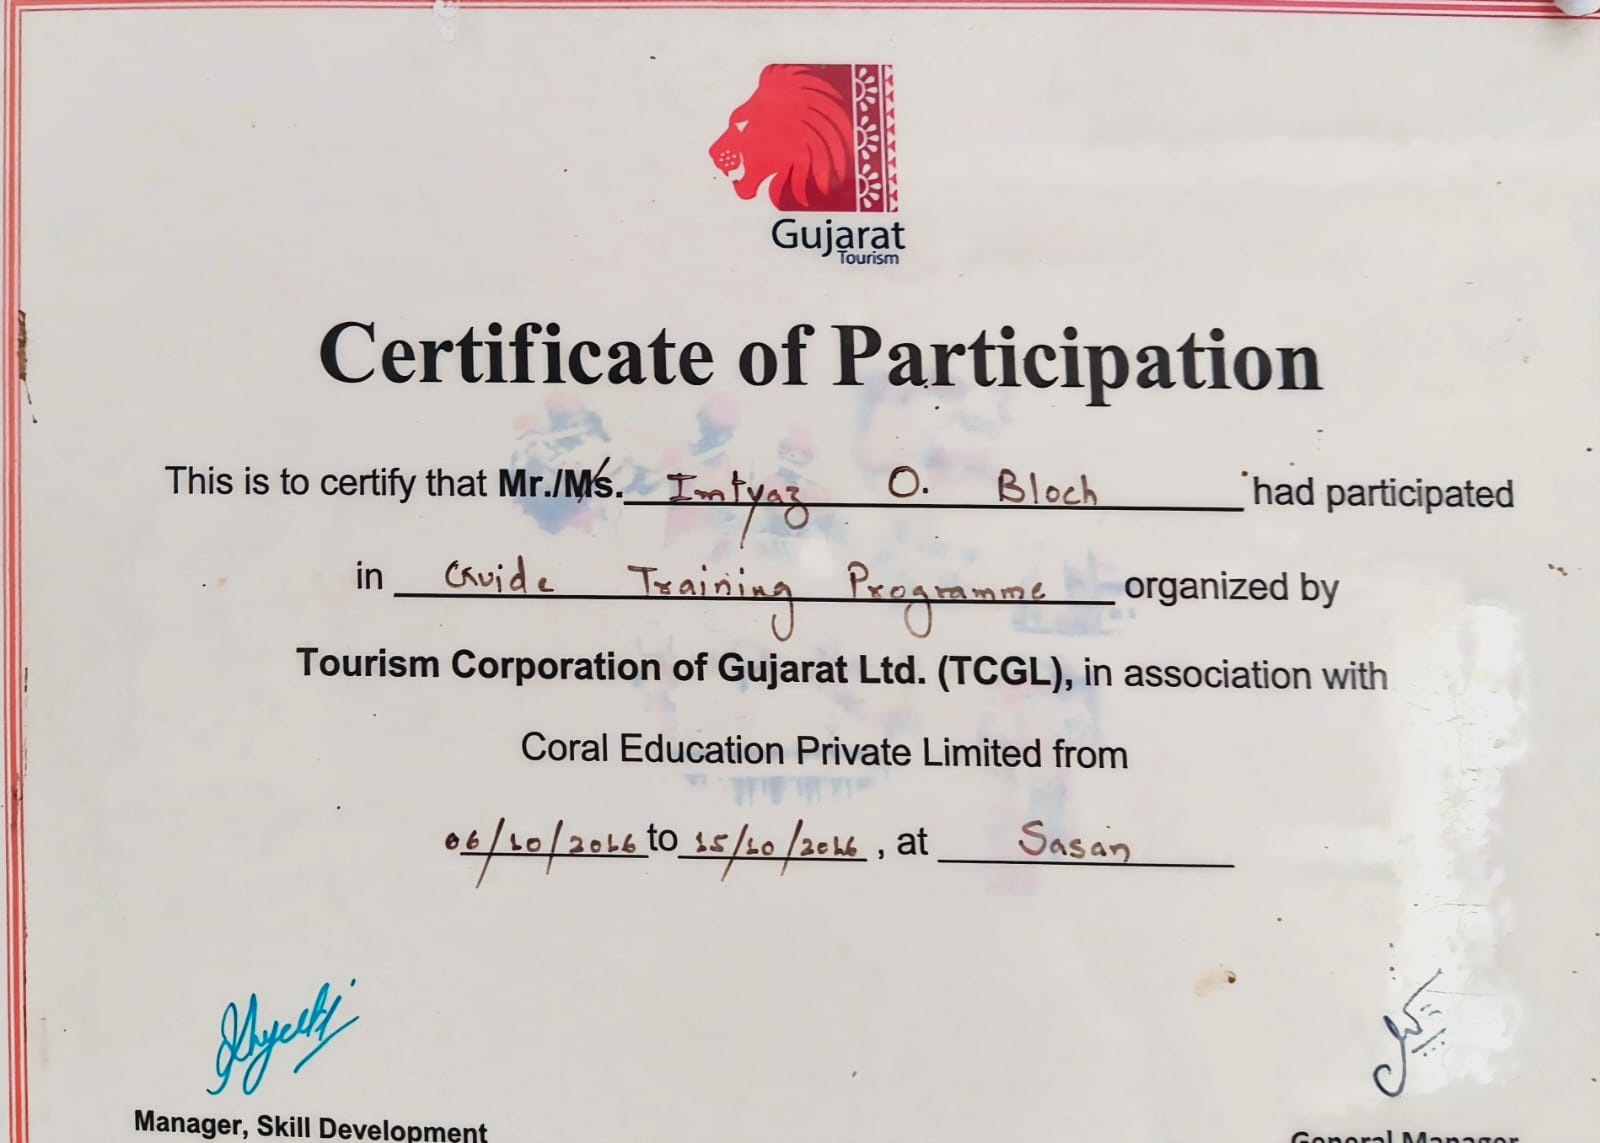 Gujarat
Tourism
Certificate of Participation
This is to certify that Mr./Ms. Imtyaz O. Bloch had participated
in Guide Training Programme organized by
Tourism Corporation of Gujarat Ltd. (TCGL), in association with
Coral Education Private Limited from
06/10/2016 to 15/10/2016, at Sasan
Manager, Skill Development
General Manager